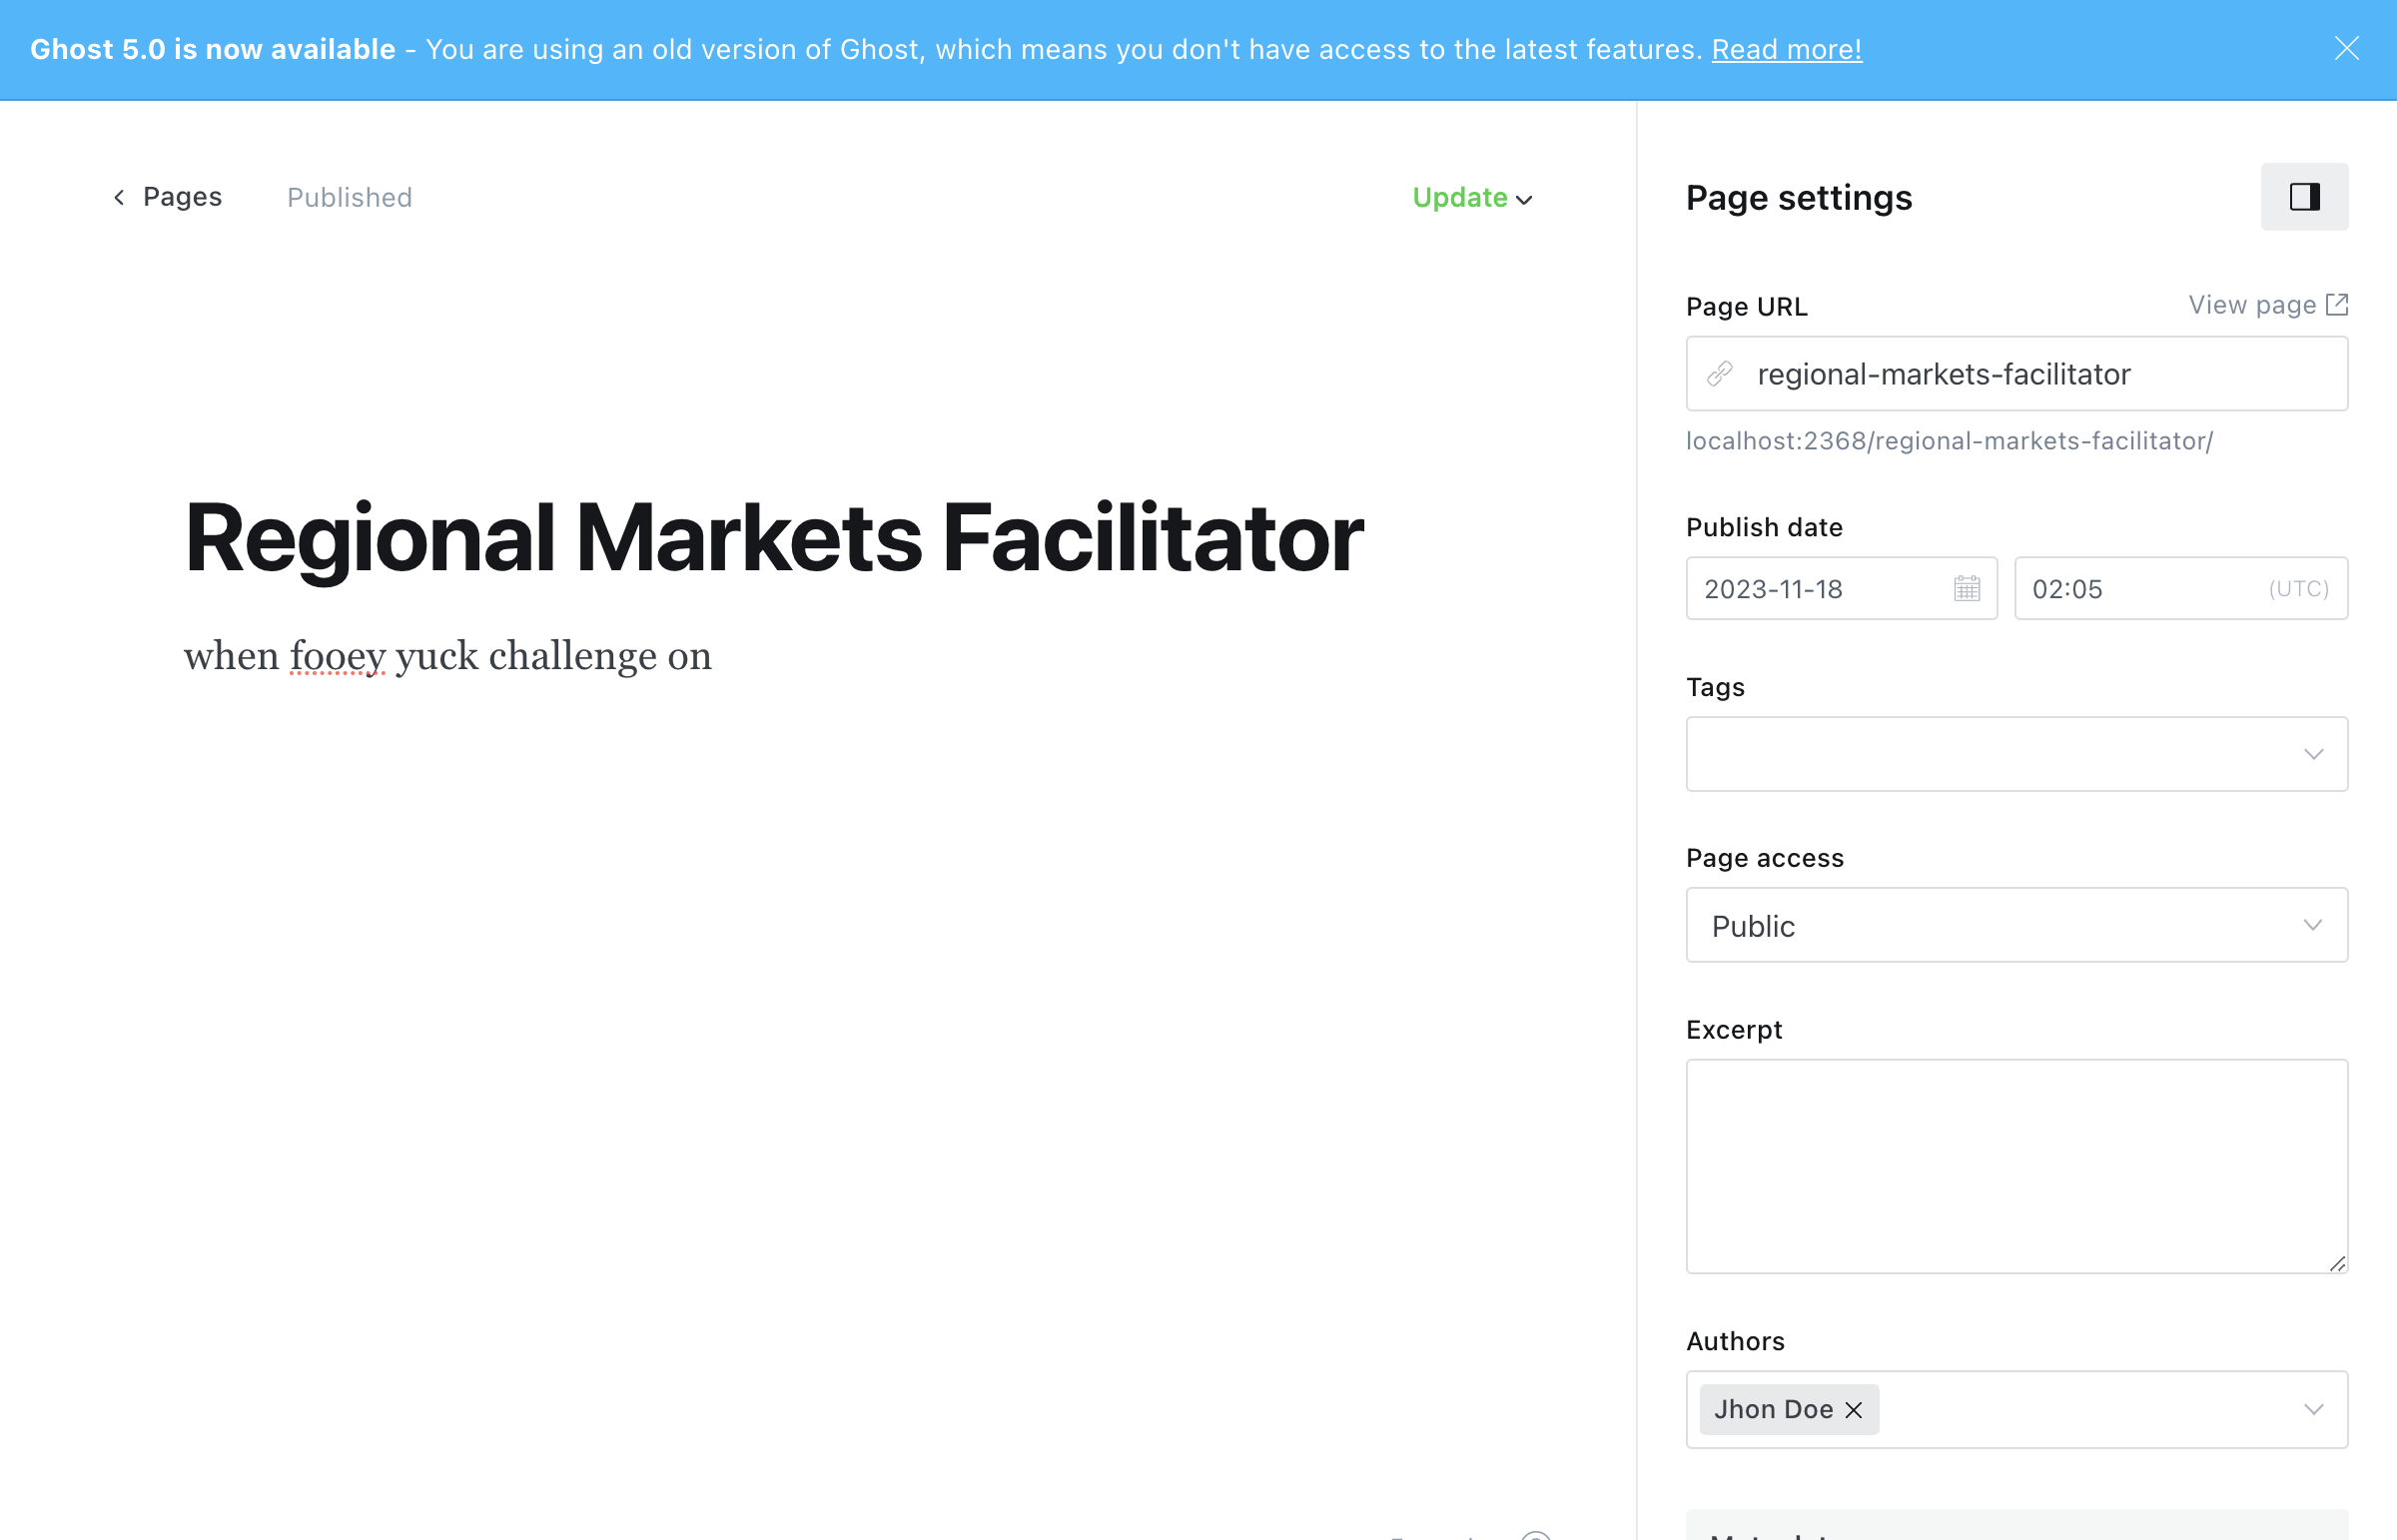 Ghost 5.0 is now available - You are using an old version of Ghost, which means you don't have access to the latest features. Read more!
Pages
Published
Update
Regional Markets Facilitator
when fooey yuck challenge on
Page settings
Page URL
View page
regional-markets-facilitator
localhost:2368/regional-markets-facilitator/
Publish date
2023-11-18
02:05
(UTC)
Tags
Page access
Public
Excerpt
Authors
Jhon Doe